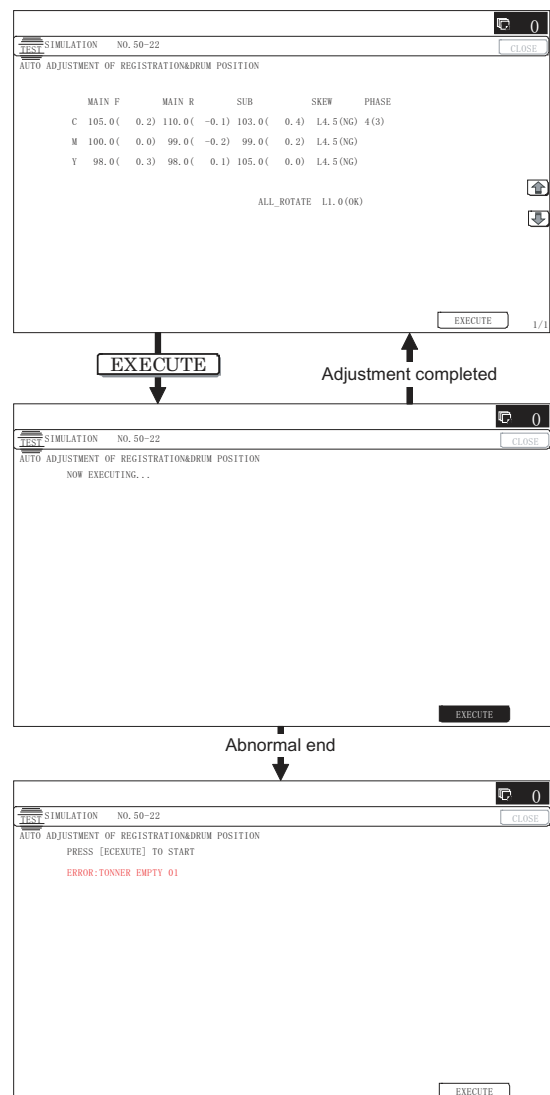 0
TEST SIMULATION NO.50-22 CLOSE
AUTO ADJUSTMENT OF REGISTRATION&DRUM POSITION
MAIN F MAIN R SUB SKEW PHASE
C 105.0( 0.2) 110.0( -0.1) 103.0( 0.4) L4.5(NG) 4(3)
M 100.0( 0.0) 99.0( -0.2) 99.0( 0.2) L4.5(NG)
Y 98.0( 0.3) 98.0( 0.1) 105.0( 0.0) L4.5(NG)
ALL_ROTATE L1.0(OK)
EXECUTE 1/1
EXECUTE
Adjustment completed
0
TEST SIMULATION NO.50-22 CLOSE
AUTO ADJUSTMENT OF REGISTRATION&DRUM POSITION
NOW EXECUTING...
EXECUTE
Abnormal end
0
TEST SIMULATION NO.50-22 CLOSE
AUTO ADJUSTMENT OF REGISTRATION&DRUM POSITION
PRESS [ECEXUTE] TO START
ERROR:TONNER EMPTY 01
EXECUTE